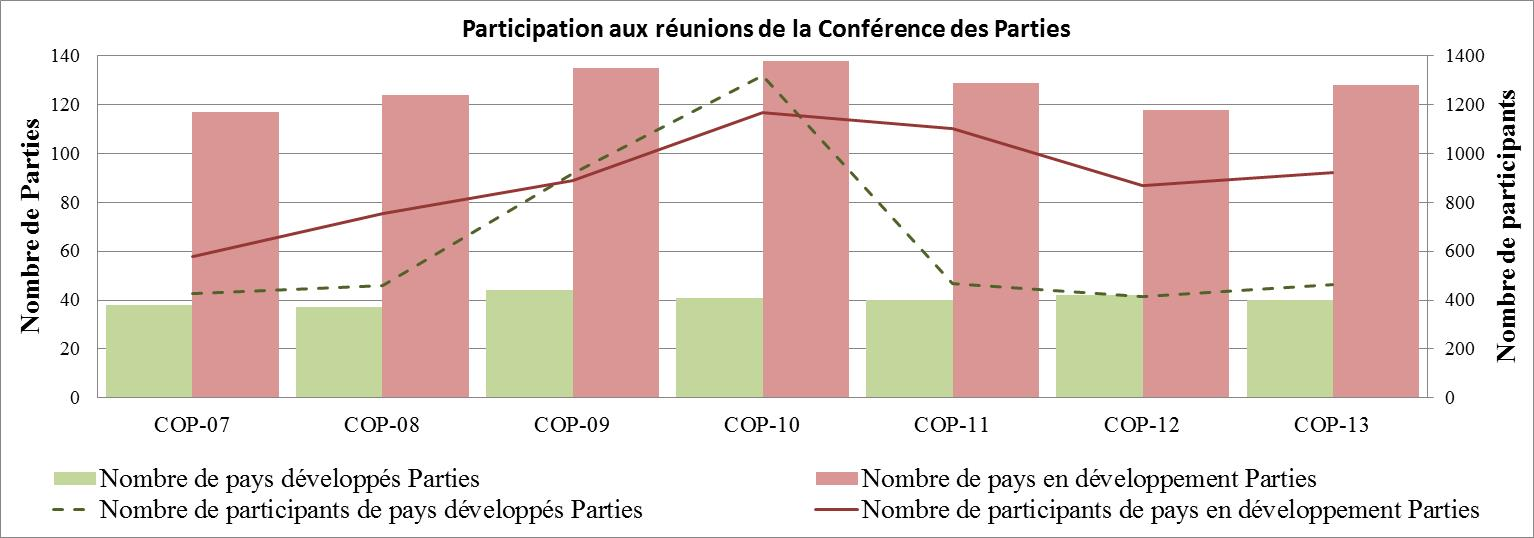 Participation aux réunions de la Conférence des Parties
Nombre de Parties
140
120
100
80
60
40
20
0
1400
1200
1000
800
600
400
200
0
Nombre de participants
COP-07 COP-08 COP-09 COP-10 COP-11 COP-12 COP-13
Nombre de pays développés Parties Nombre de pays en développement Parties
Nombre de participants de pays développés Parties Nombre de participants de pays en développement Parties